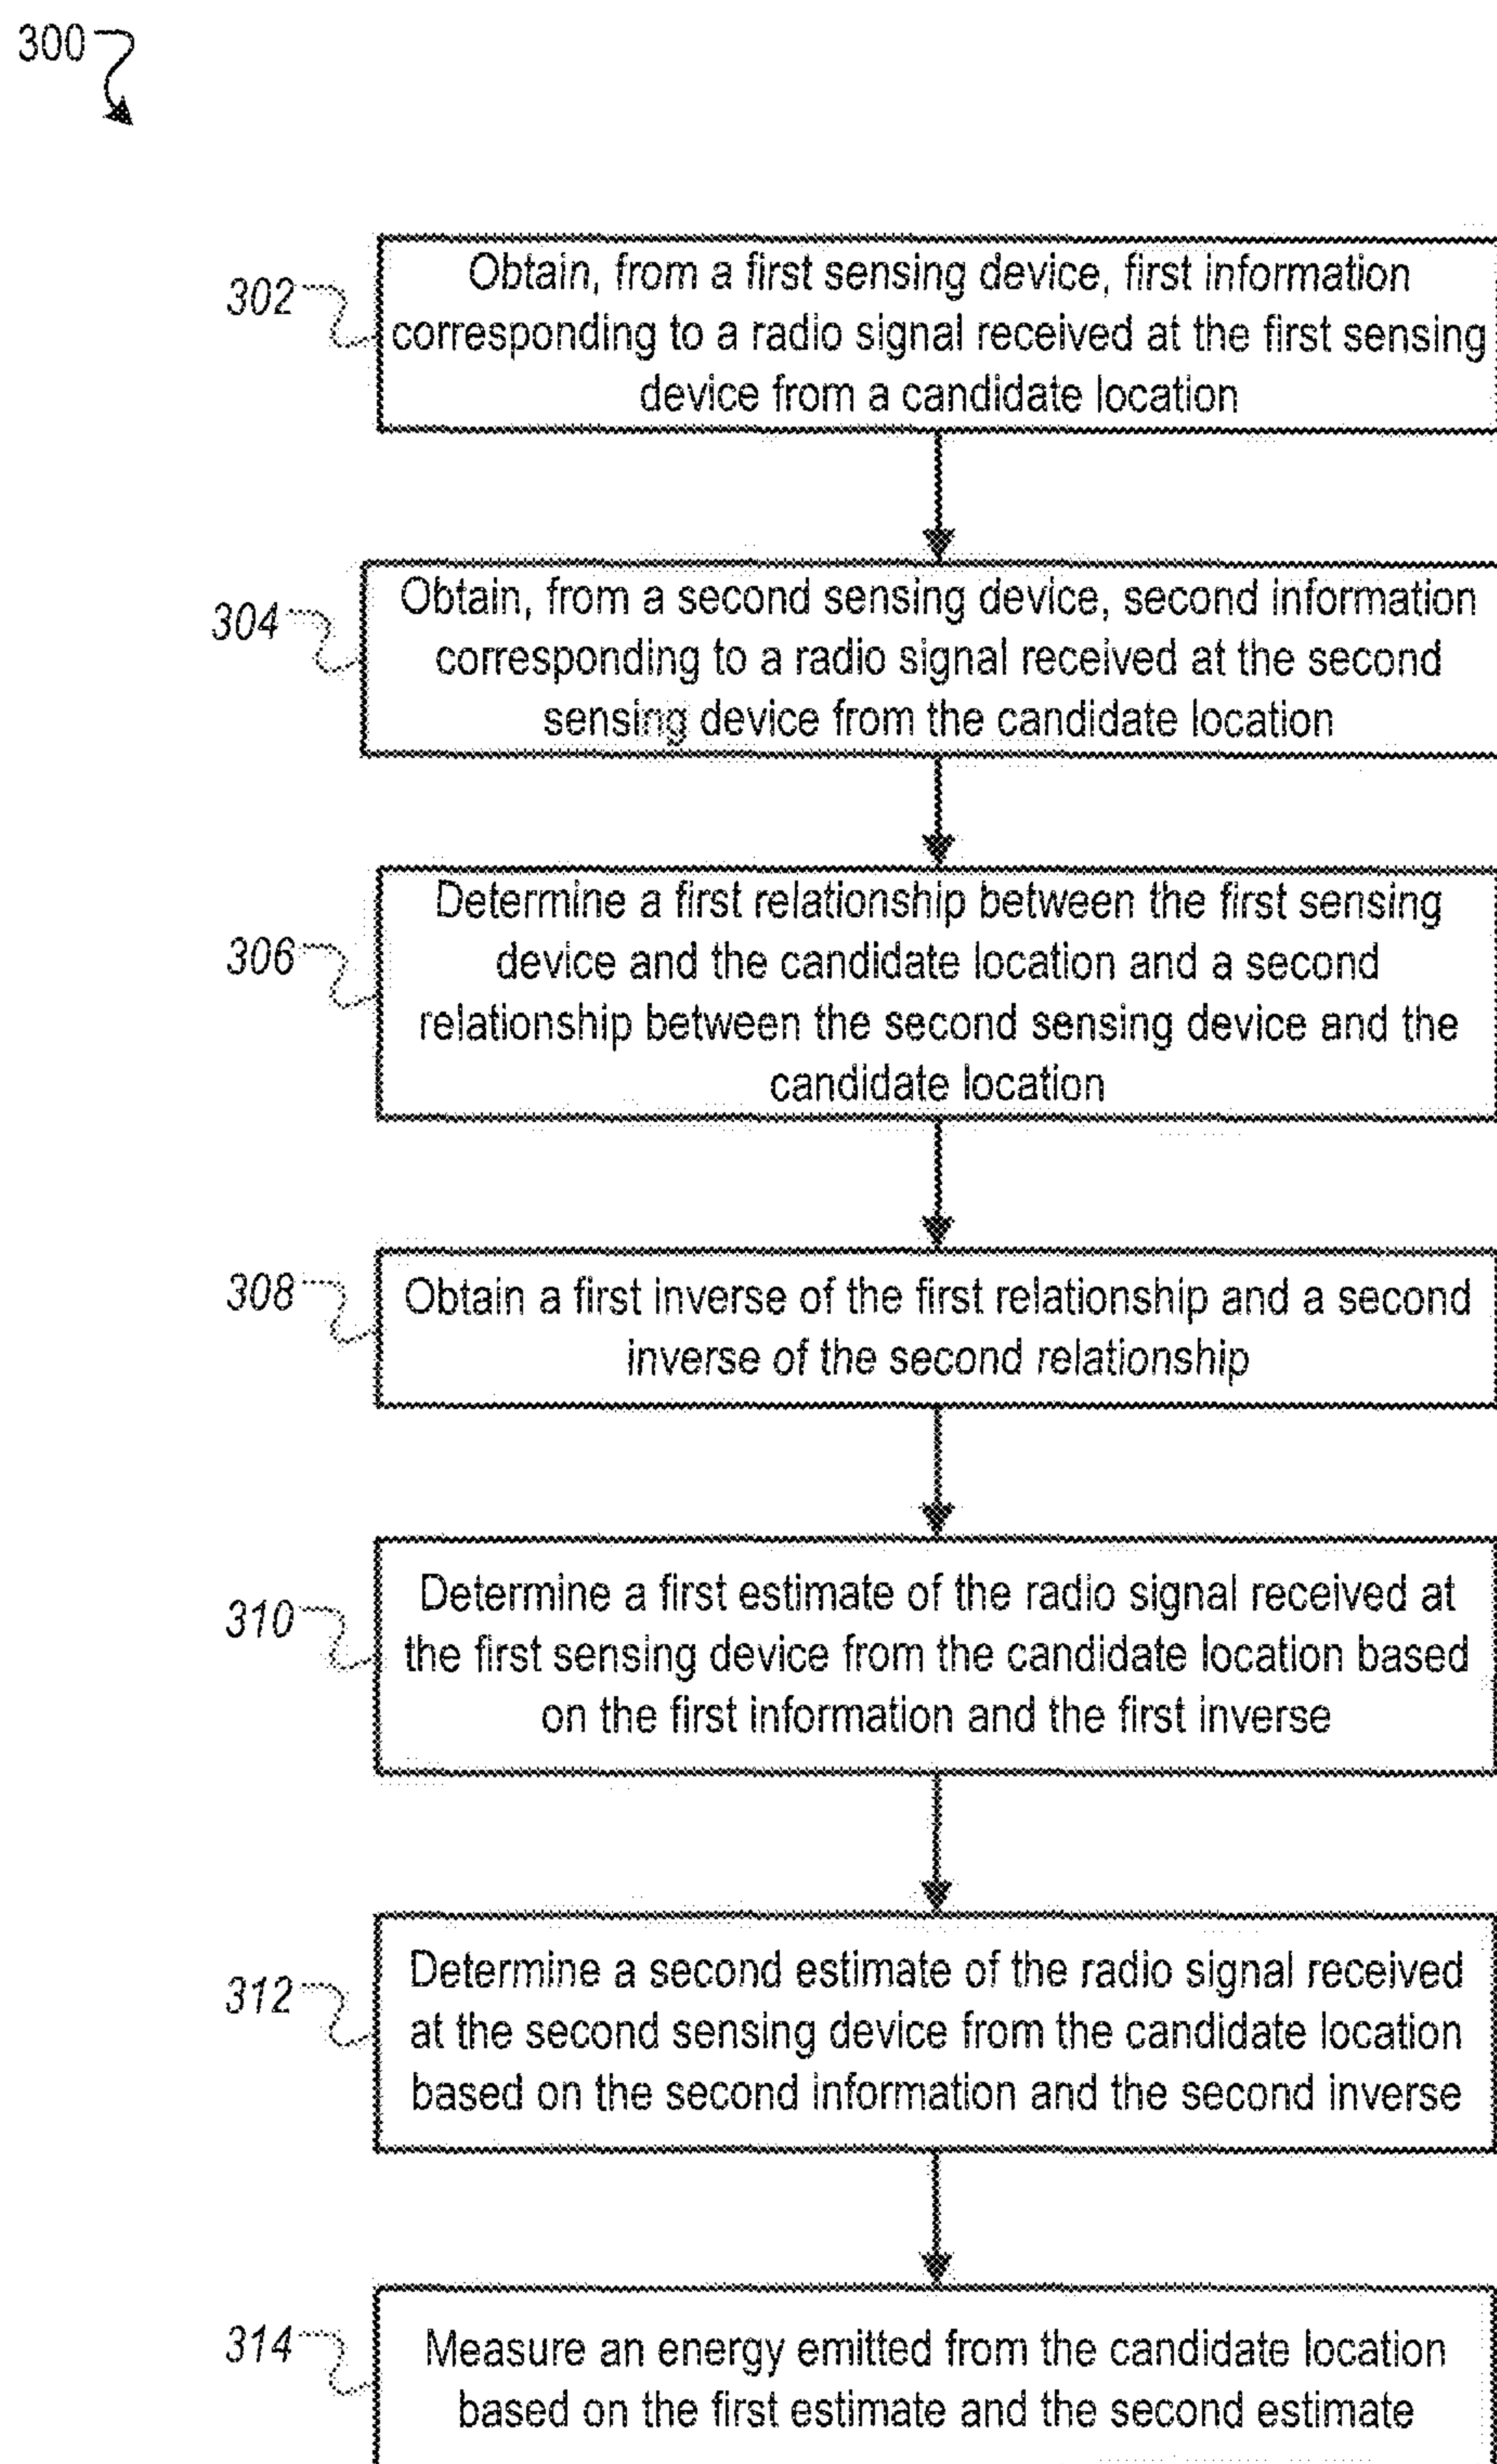 300
302
Obtain, from a first sensing device, first information
corresponding to a radio signal received at the first sensing
device from a candidate location
304
Obtain, from a second sensing device, second information
corresponding to a radio signal received at the second
sensing device from the candidate location
306
Determine a first relationship between the first sensing
device and the candidate location and a second
relationship between the second sensing device and the
candidate location
308
Obtain a first inverse of the first relationship and a second
inverse of the second relationship
310
Determine a first estimate of the radio signal received at
the first sensing device from the candidate location based
on the first information and the first inverse
312
Determine a second estimate of the radio signal received
at the second sensing device from the candidate location
based on the second information and the second inverse
314
Measure an energy emitted from the candidate location
based on the first estimate and the second estimate